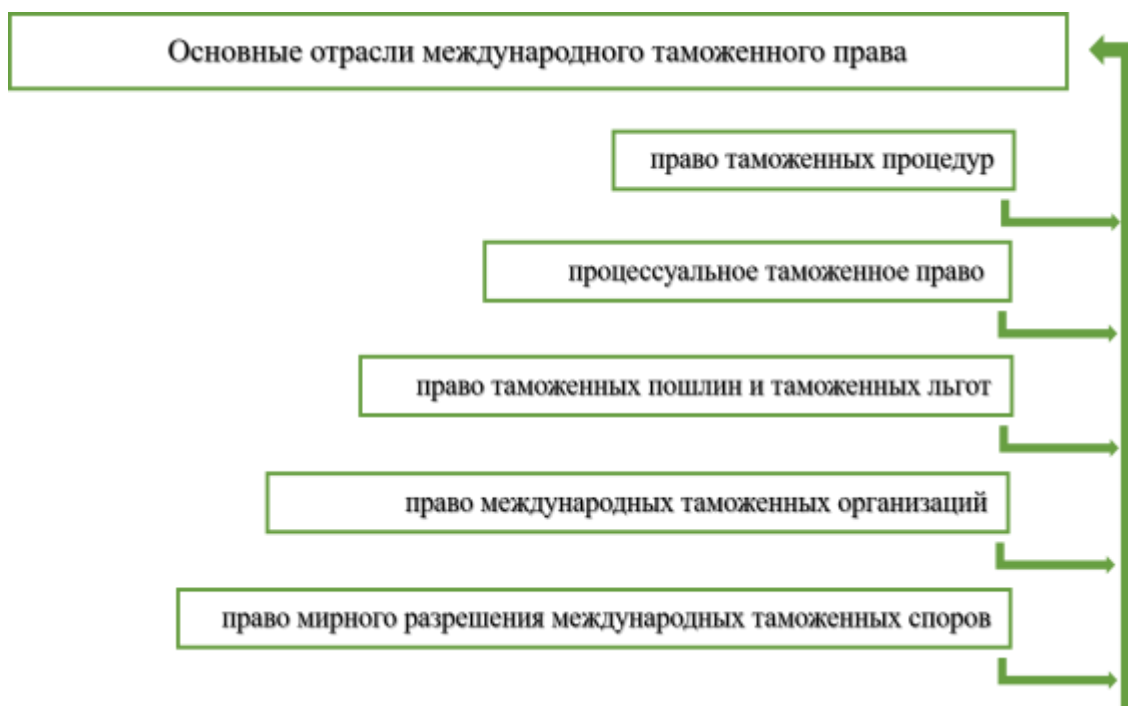 Основные отрасли международного таможенного права
право таможенных процедур
процессуальное таможенное право
право таможенных пошлин и таможенных льгот
право международных таможенных организаций
право мирного разрешения международных таможенных споров